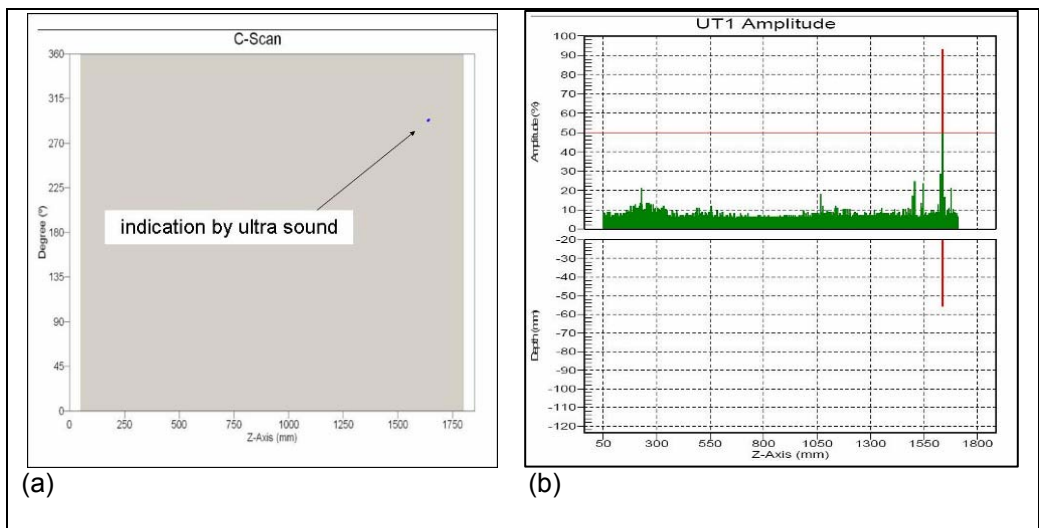 C-Scan
360
315
270
225
180
135
90
45
0
Degree (°)
indication by ultra sound
0 250 500 750 1000 1250 1500 1750
Z-Axis (mm)
(a)
UT1 Amplitude
100
90
80
70
60
50
40
30
20
10
0
Amplitude (%)
-20
-30
-40
-50
-60
-70
-80
-90
-100
-110
-120
Depth (mm)
50 300 550 800 1050 1300 1550 1800
Z-Axis (mm)
(b)